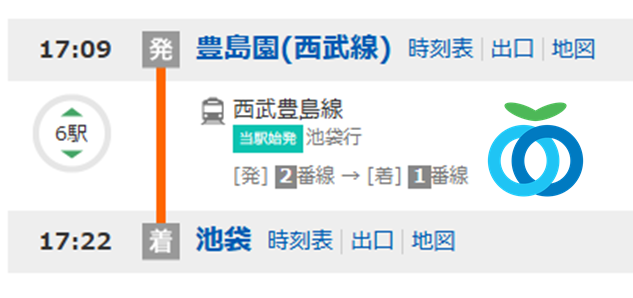 17:09 発 豊島園(西武線) 時刻表 出口 地図
6駅
西武豊島線
当駅始発 池袋行
[発] 2番線 → [着] 1番線
17:22 着 池袋 時刻表 出口 地図